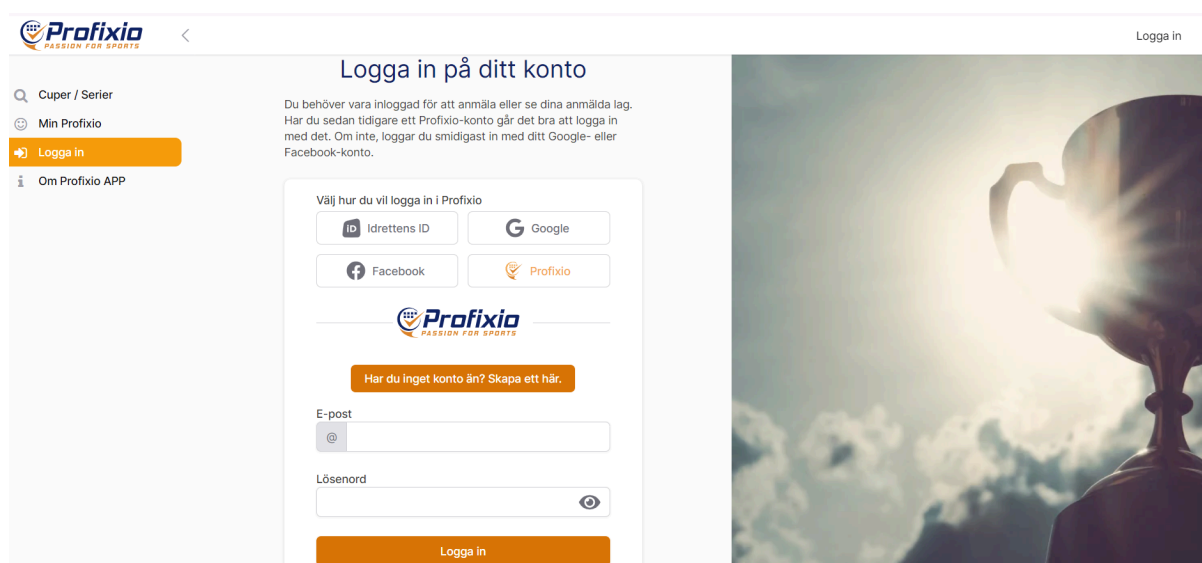 Profixio
PASSION FOR SPORTS
Logga in
Cuper / Serier
Min Profixio
Logga in
Om Profixio APP
Logga in på ditt konto
Du behöver vara inloggad för att anmäla eller se dina anmälda lag.
Har du sedan tidigare ett Profixio-konto går det bra att logga in
med det. Om inte, loggar du smidigast in med ditt Google- eller
Facebook-konto.
Välj hur du vil logga in i Profixio
iD Idrettens ID
Google
Facebook
Profixio
Profixio
PASSION FOR SPORTS
Har du inget konto än? Skapa ett här.
E-post
@
Lösenord
Logga in